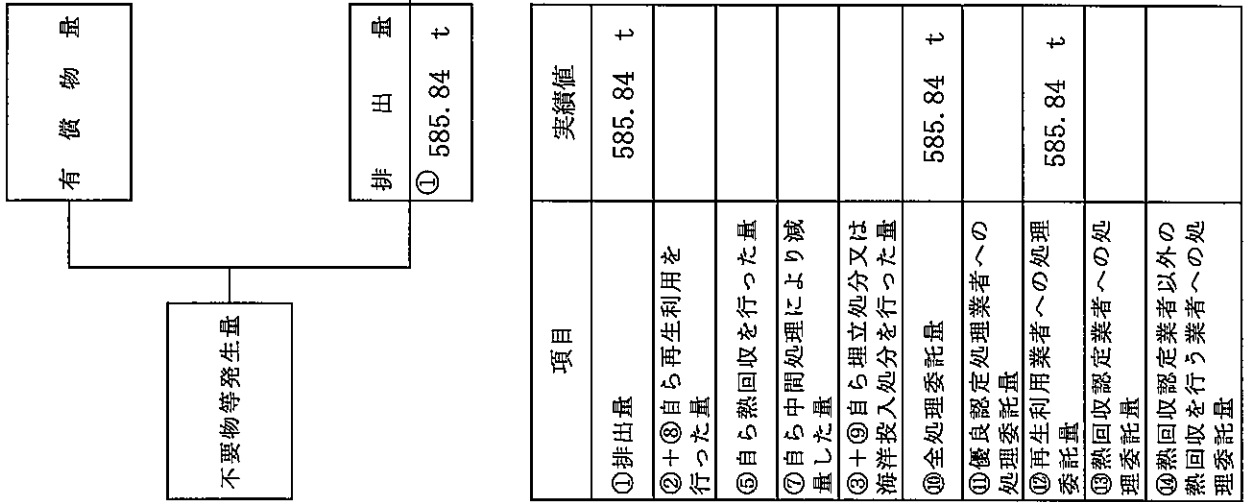 有償物量
不要物等発生量
排出量
① 585.84 t
項目 実績値
①排出量 585.84 t
②+⑧自ら再生利用を
行った量
⑤自ら熱回収を行った量
⑦自ら中間処理により減
量した量
③+⑨自ら埋立処分又は
海洋投入処分を行った量
⑩全処理委託量 585.84 t
⑪優良認定処理業者への
処理委託量
⑫再生利用業者への処理
委託量 585.84 t
⑬熱回収認定業者への処
理委託量
⑭熱回収認定業者以外の
熱回収を行う業者への処
理委託量